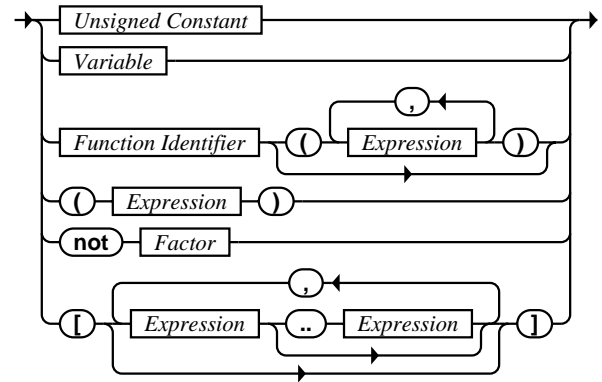 Unsigned Constant
Variable
,
Function Identifier ( Expression )
( Expression )
not Factor
,
[ Expression .. Expression ]